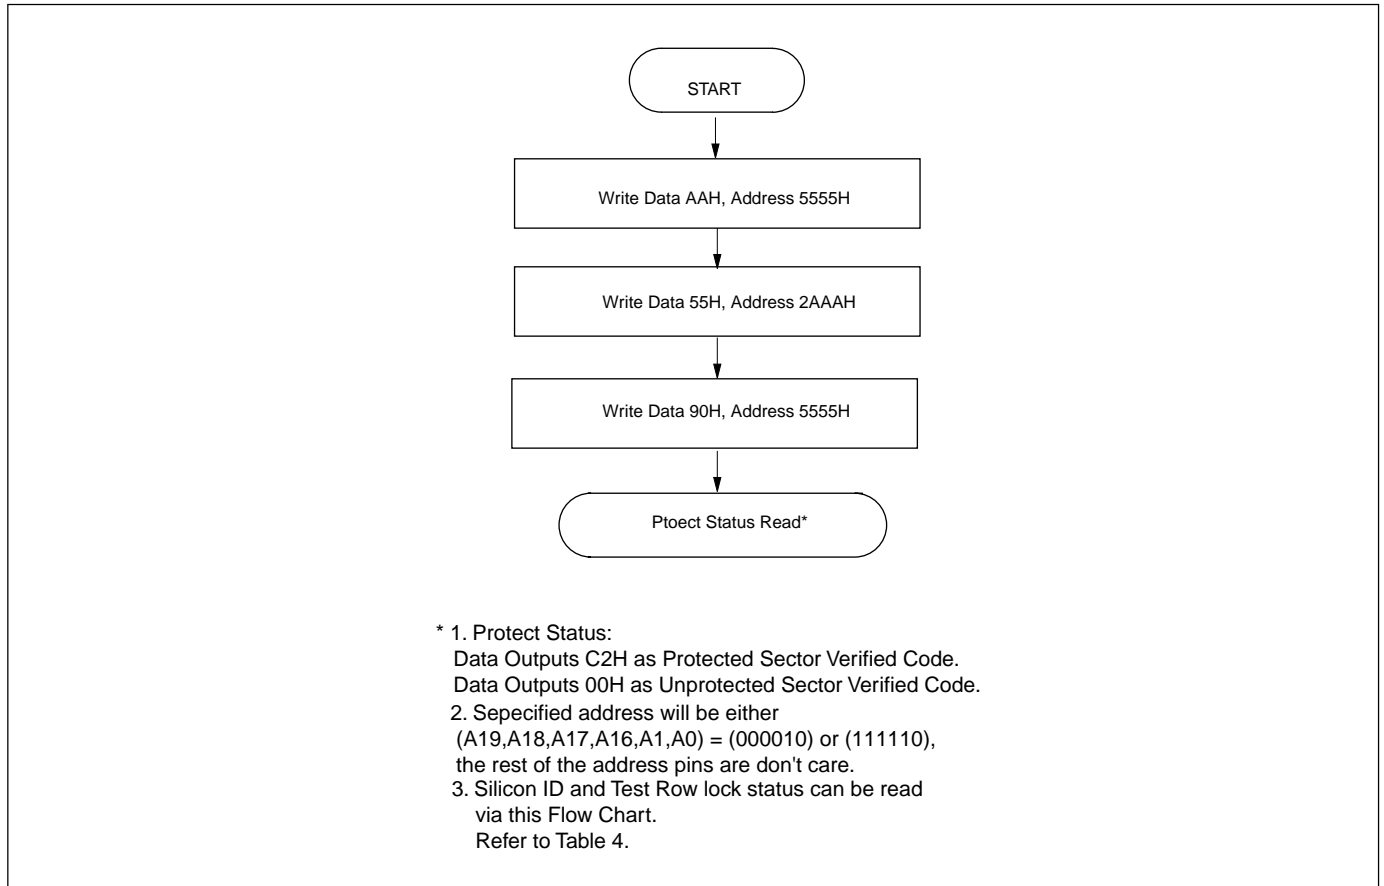 START
Write Data AAH, Address 5555H
Write Data 55H, Address 2AAAH
Write Data 90H, Address 5555H
Ptoect Status Read*
* 1. Protect Status:
Data Outputs C2H as Protected Sector Verified Code.
Data Outputs 00H as Unprotected Sector Verified Code.
2. Sepecified address will be either
(A19,A18,A17,A16,A1,A0) = (000010) or (111110),
the rest of the address pins are don't care.
3. Silicon ID and Test Row lock status can be read
via this Flow Chart.
Refer to Table 4.